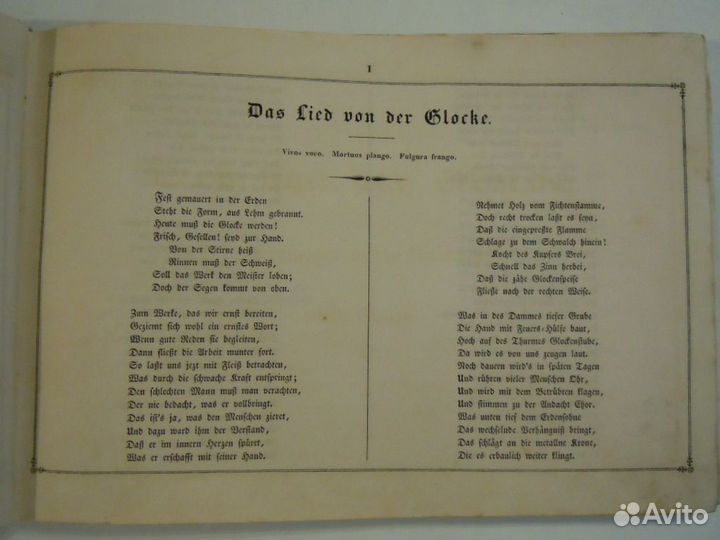 1
Das Lied von der Glocke.
Vivos voco. Mortuos plango. Fulgura frango.
Fest gemauert in der Erden
Steht die Form, aus Lehm gebrannt.
Heute muß die Glocke werden!
Frisch, Gesellen! seyd zur Hand.
Von der Stirne heiß
Rinnen muß der Schweiß,
Soll das Werk den Meister loben;
Doch der Segen kommt von oben.
Zum Werke, das wir ernst bereiten,
Geziemt sich wohl ein ernstes Wort;
Wenn gute Reden sie begleiten,
Dann fließt die Arbeit munter fort.
So laßt uns jezt mit Fleiß betrachten,
Was durch die schwache Kraft entspringt;
Den schlechten Mann muß man verachten,
Der nie bedacht, was er vollbringt.
Das ist's ja, was den Menschen zieret,
Und dazu ward ihm der Verstand,
Daß er im innern Herzen spüret,
Was er erschafft mit seiner Hand.
Nehmet Holz vom Fichtenstamme,
Doch recht trocken laßt es seyn,
Daß die eingepreßte Flamme
Schlage zu dem Schwalch hinein!
Kocht des Kupfers Brei,
Schnell das Zinn herbei,
Daß die zähe Glockenspeise
Fließe nach der rechten Weise.
Was in des Dammes tiefer Grube
Die Hand mit Feuers-Hülfe baut,
Hoch auf des Thurmes Glockenstube,
Da wird es von uns zeugen laut.
Noch dauern wird's in späten Tagen
Und rühren vieler Menschen Ohr,
Und wird mit dem Betrübten klagen,
Und stimmen zu der Andacht Chor.
Was unten tief dem Erdensohne
Das wechselnde Verhängniß bringt,
Das schlägt an die metallne Krone,
Die es erbaulich weiter klingt.
Avito